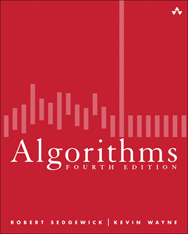 Algorithms
FOURTH EDITION
ROBERT SEDGEWICK | KEVIN WAYNE